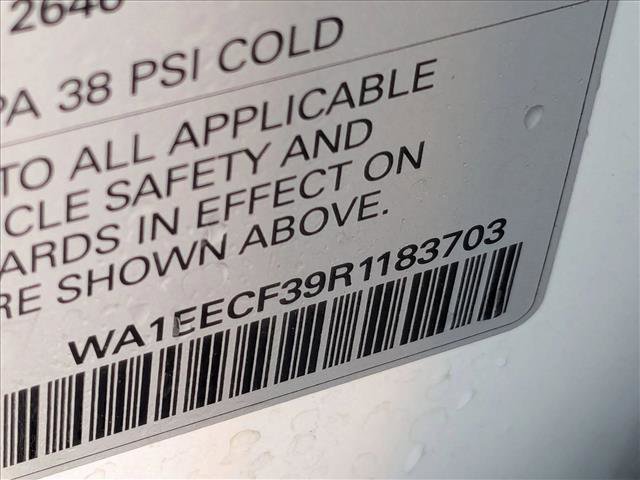 2640
PA 38 PSI COLD
TO ALL APPLICABLE
CLE SAFETY AND
ARDS IN EFFECT ON
RE SHOWN ABOVE.
WA1EECF39R1183703